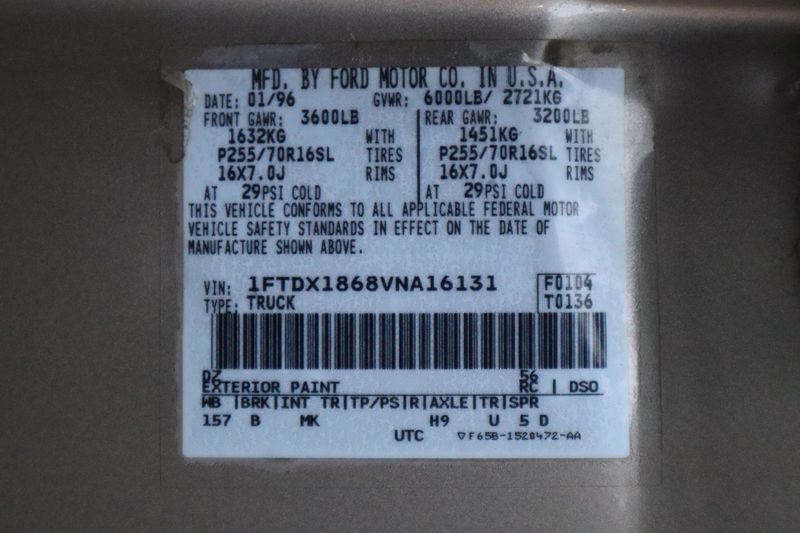 MFD. BY FORD MOTOR CO. IN U.S.A.
DATE: 01/96 GVWR: 6000LB/ 2721KG
FRONT GAWR: 3600LB REAR GAWR: 3200LB
1632KG WITH 1451KG WITH
P255/70R16SL TIRES P255/70R16SL TIRES
16X7.0J RIMS 16X7.0J RIMS
AT 29PSI COLD AT 29PSI COLD
THIS VEHICLE CONFORMS TO ALL APPLICABLE FEDERAL MOTOR
VEHICLE SAFETY STANDARDS IN EFFECT ON THE DATE OF
MANUFACTURE SHOWN ABOVE.
VIN: 1FTDX1868VNA16131 F0104
TYPE: TRUCK T0136
DZ 56
EXTERIOR PAINT RC | DSO
WB |BRK|INT TR|TP/PS|R|AXLE|TR|SPR
157 B MK H9 U 5 D
UTC ▽F65B-1520472-AA